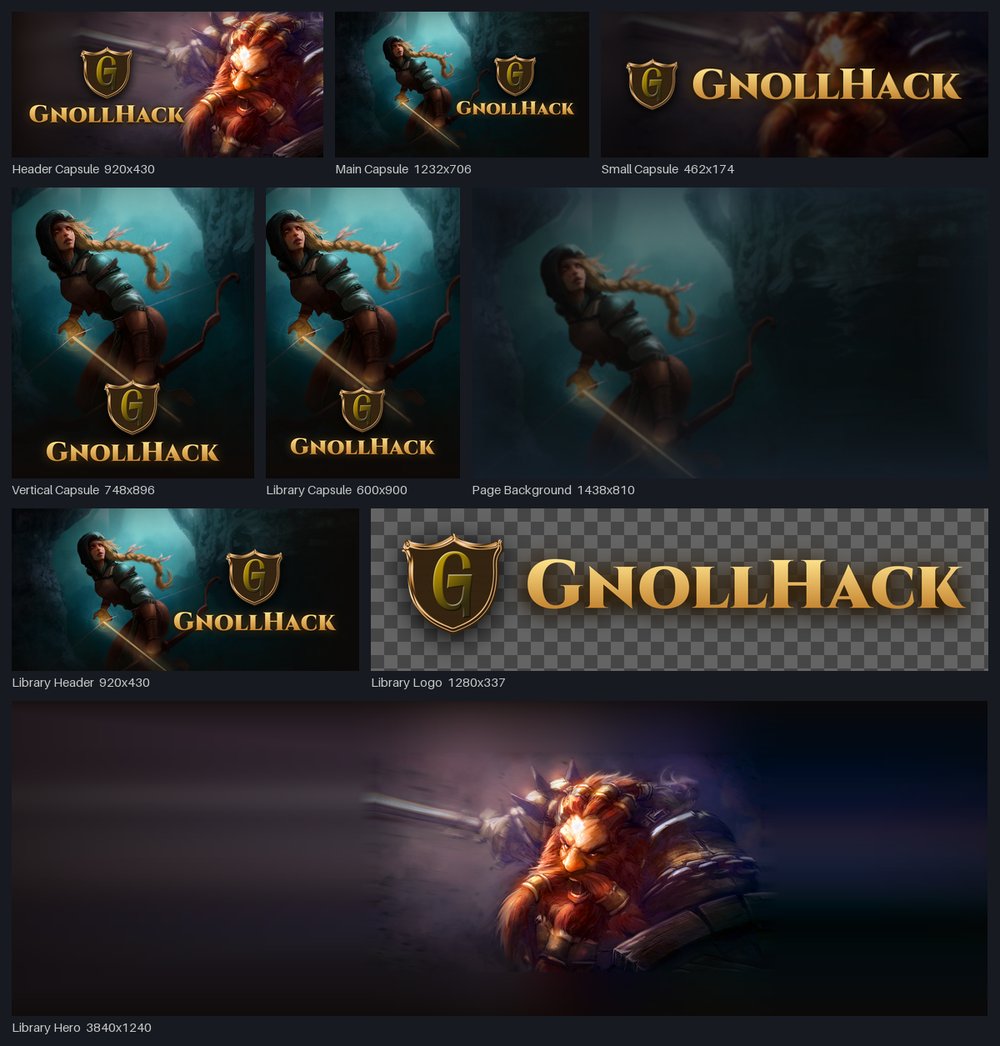 G
GNOLLHACK
Header Capsule 920x430
G
GNOLLHACK
Main Capsule 1232x706
G GNOLLHACK
Small Capsule 462x174
G
GNOLLHACK
Vertical Capsule 748x896
G
GNOLLHACK
Library Capsule 600x900
Page Background 1438x810
G
GNOLLHACK
Library Header 920x430
G GNOLLHACK
Library Logo 1280x337
Library Hero 3840x1240